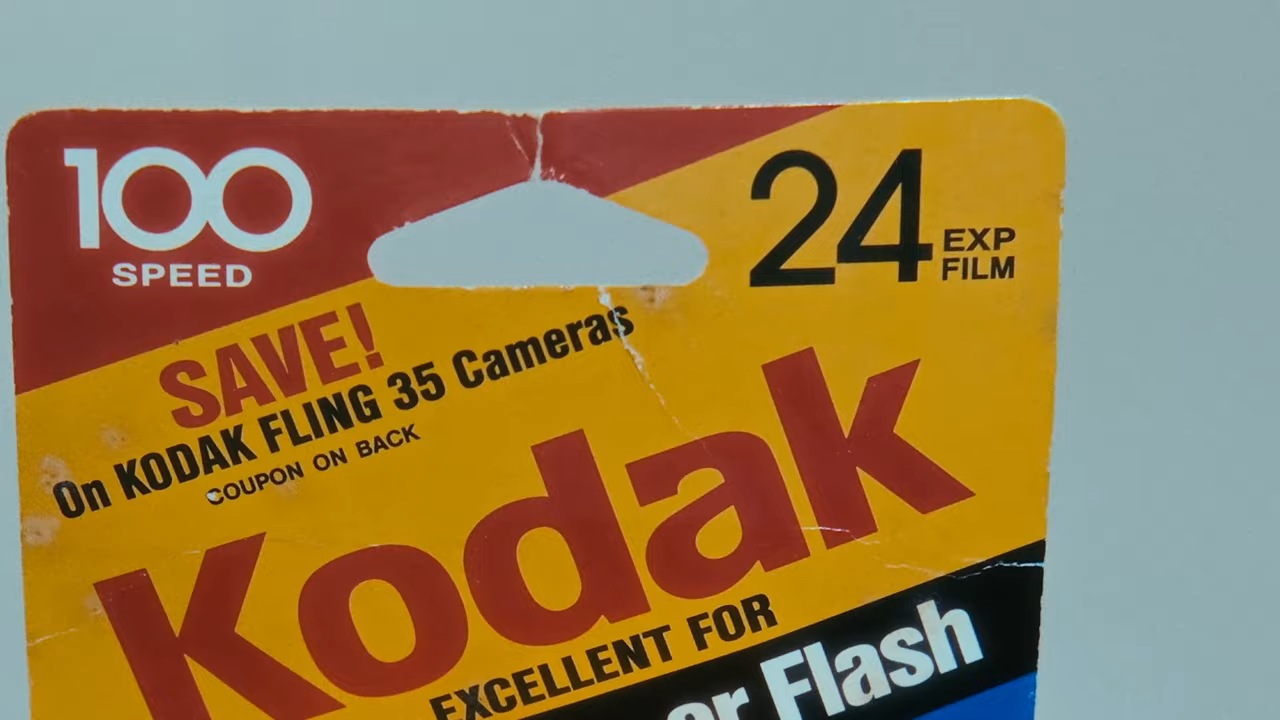 100
SPEED
24
EXP
FILM
SAVE!
On KODAK FLING 35 Cameras
COUPON ON BACK
Kodak
EXCELLENT FOR
Flash